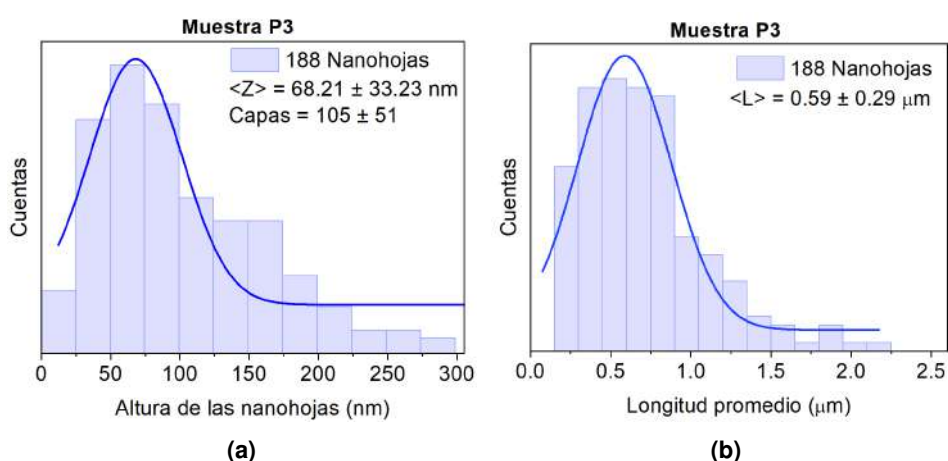 Muestra P3
188 Nanohojas
<Z> = 68.21 ± 33.23 nm
Capas = 105 ± 51
Cuentas
0 50 100 150 200 250 300
Altura de las nanohojas (nm)
(a)
Muestra P3
188 Nanohojas
<L> = 0.59 ± 0.29 μm
Cuentas
0.0 0.5 1.0 1.5 2.0 2.5
Longitud promedio (μm)
(b)